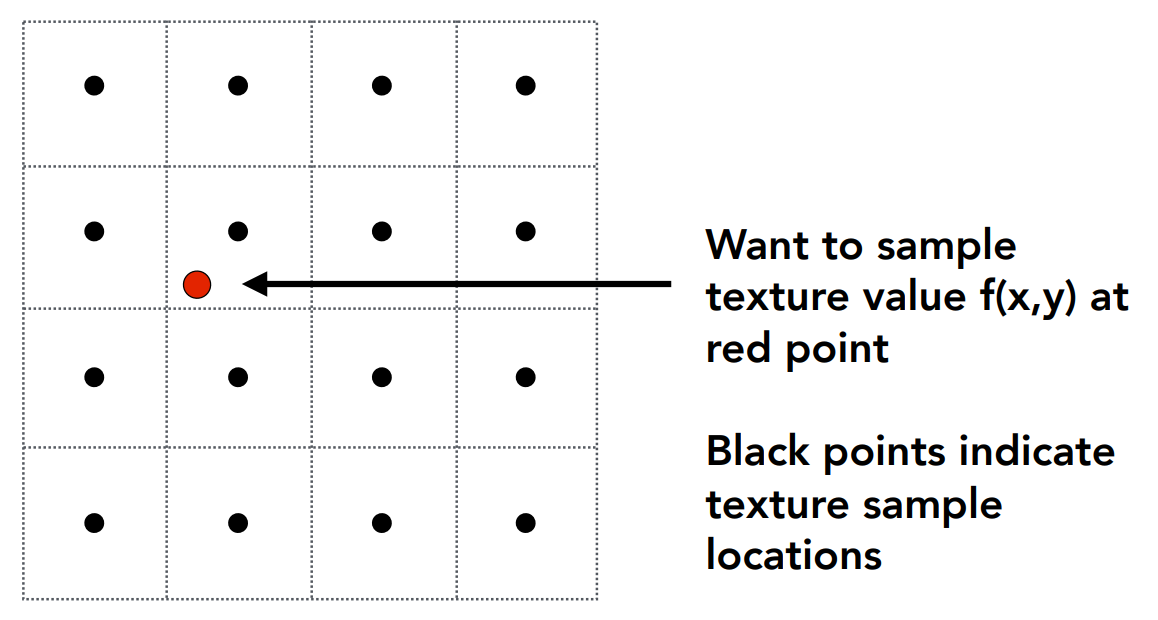 Want to sample
texture value f(x,y) at
red point
Black points indicate
texture sample
locations